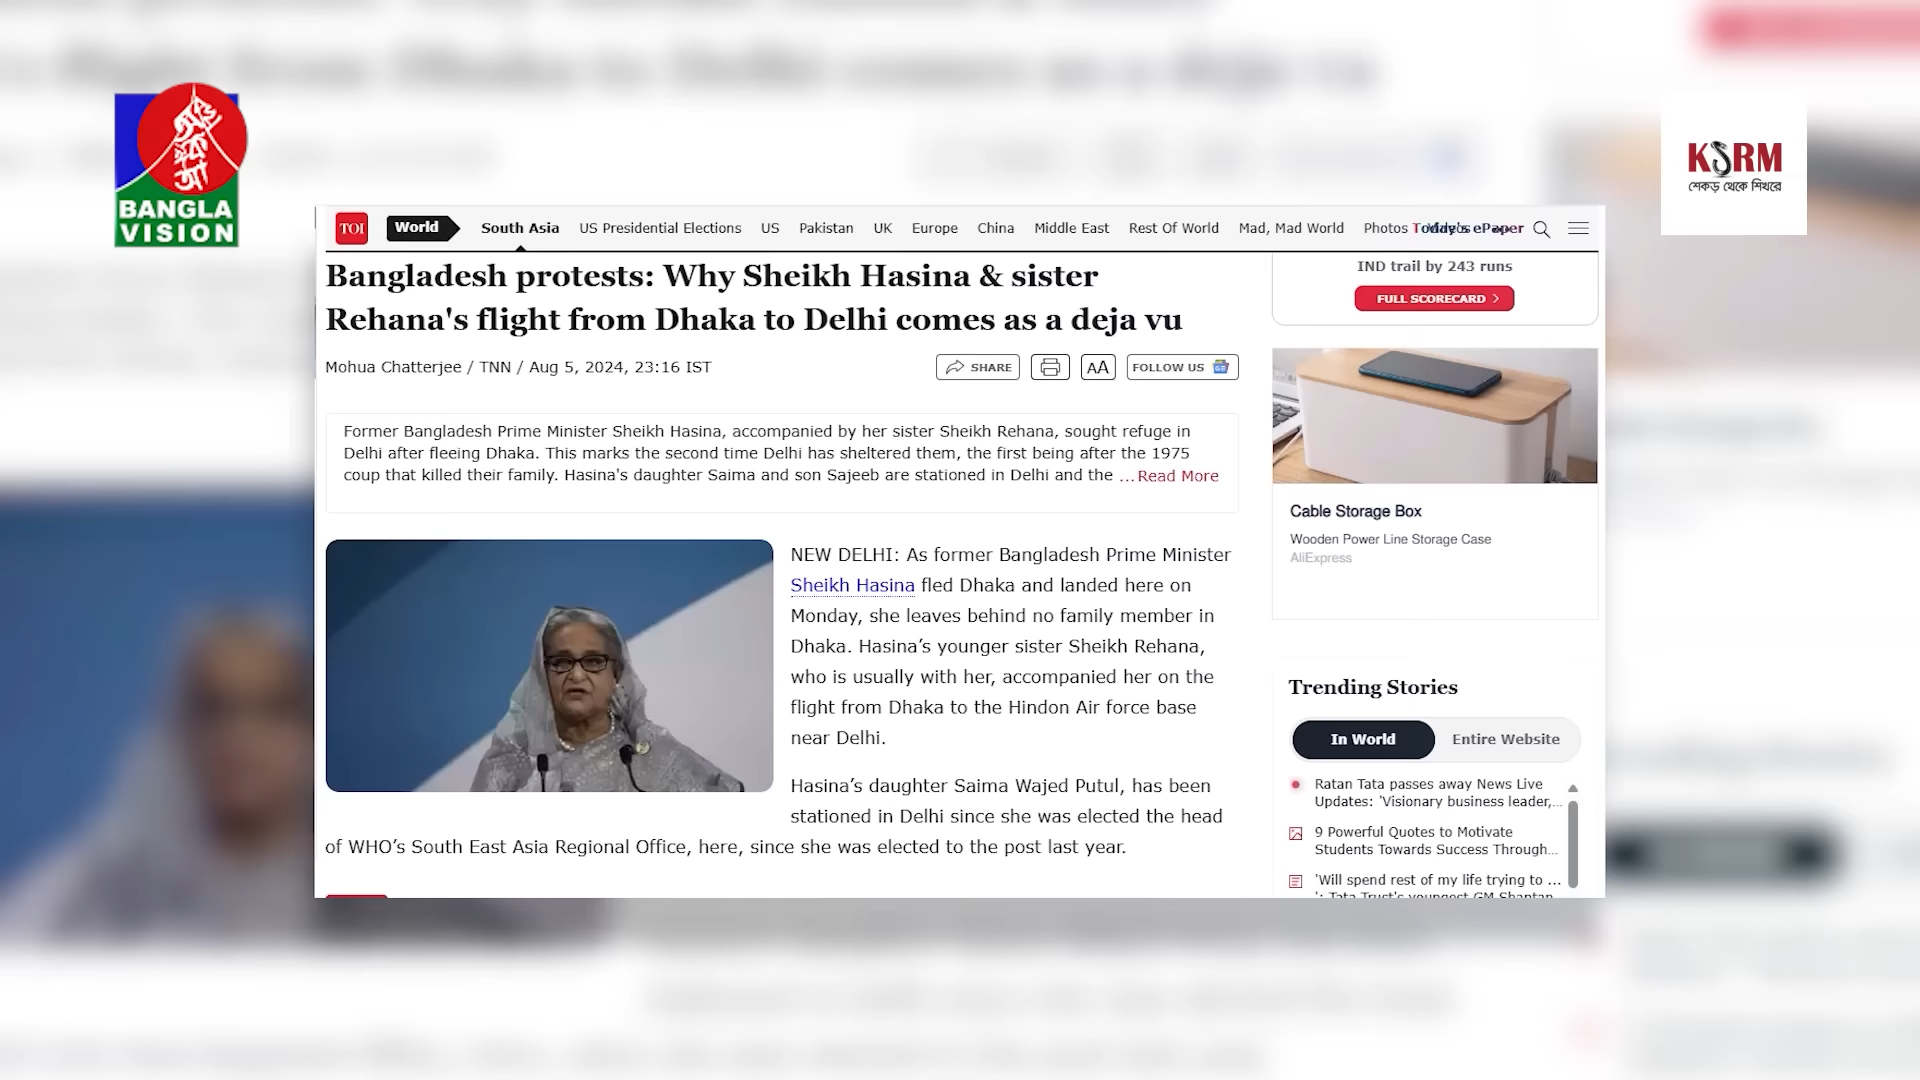 BANGLA
VISION
KSRM
শেকড় থেকে শিখরে
TOI
World
South Asia
US Presidential Elections
US
Pakistan
UK
Europe
China
Middle East
Rest Of World
Mad, Mad World
Photos
Today's ePaper
Bangladesh protests: Why Sheikh Hasina & sister
Rehana's flight from Dhaka to Delhi comes as a deja vu
Mohua Chatterjee / TNN / Aug 5, 2024, 23:16 IST
SHARE
AA
FOLLOW US
Former Bangladesh Prime Minister Sheikh Hasina, accompanied by her sister Sheikh Rehana, sought refuge in
Delhi after fleeing Dhaka. This marks the second time Delhi has sheltered them, the first being after the 1975
coup that killed their family. Hasina's daughter Saima and son Sajeeb are stationed in Delhi and the ... Read More
NEW DELHI: As former Bangladesh Prime Minister
Sheikh Hasina fled Dhaka and landed here on
Monday, she leaves behind no family member in
Dhaka. Hasina’s younger sister Sheikh Rehana,
who is usually with her, accompanied her on the
flight from Dhaka to the Hindon Air force base
near Delhi.
Hasina’s daughter Saima Wajed Putul, has been
stationed in Delhi since she was elected the head
of WHO’s South East Asia Regional Office, here, since she was elected to the post last year.
IND trail by 243 runs
FULL SCORECARD
Cable Storage Box
Wooden Power Line Storage Case
AliExpress
Trending Stories
In World
Entire Website
Ratan Tata passes away News Live
Updates: 'Visionary business leader,...
9 Powerful Quotes to Motivate
Students Towards Success Through...
'Will spend rest of my life trying to ...
': Tata Trust's youngest GM Shantan